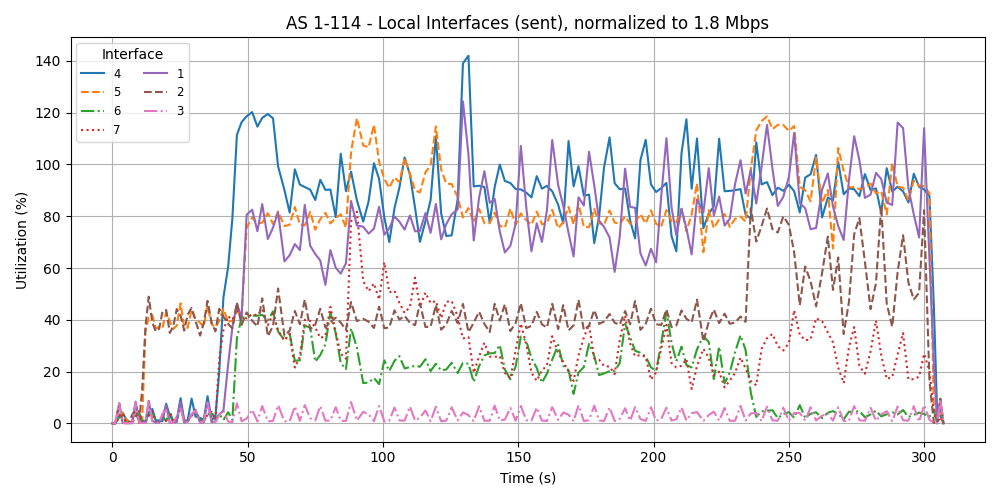 AS 1-114 - Local Interfaces (sent), normalized to 1.8 Mbps
Interface
4 1
5 2
6 3
7
Utilization (%)
140
120
100
80
60
40
20
0
0 50 100 150 200 250 300
Time (s)